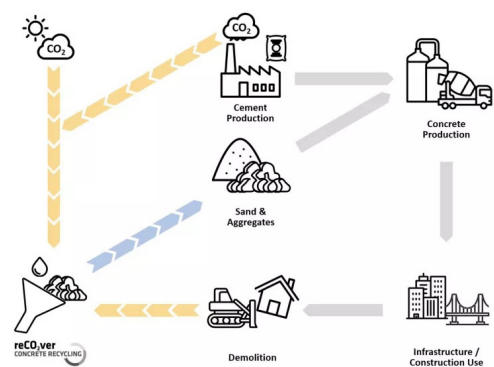 CO2
CO2
Cement
Production
Concrete
Production
Sand &
Aggregates
reCO2ver
CONCRETE RECYCLING
Demolition
Infrastructure /
Construction Use